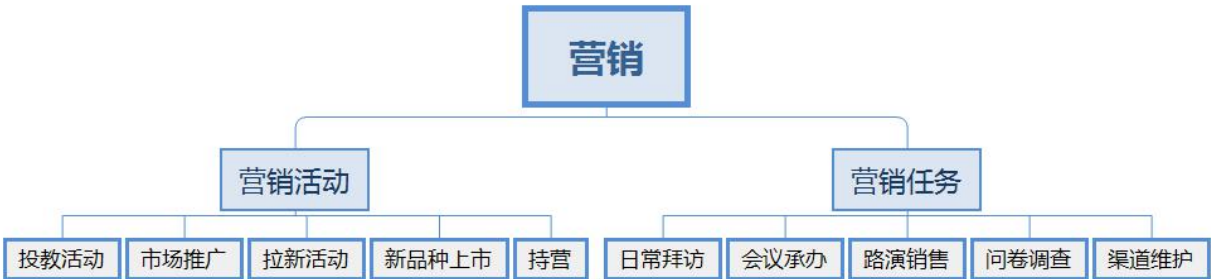 营销
营销活动
营销任务
投教活动
市场推广
拉新活动
新品种上市
持营
日常拜访
会议承办
路演销售
问卷调查
渠道维护